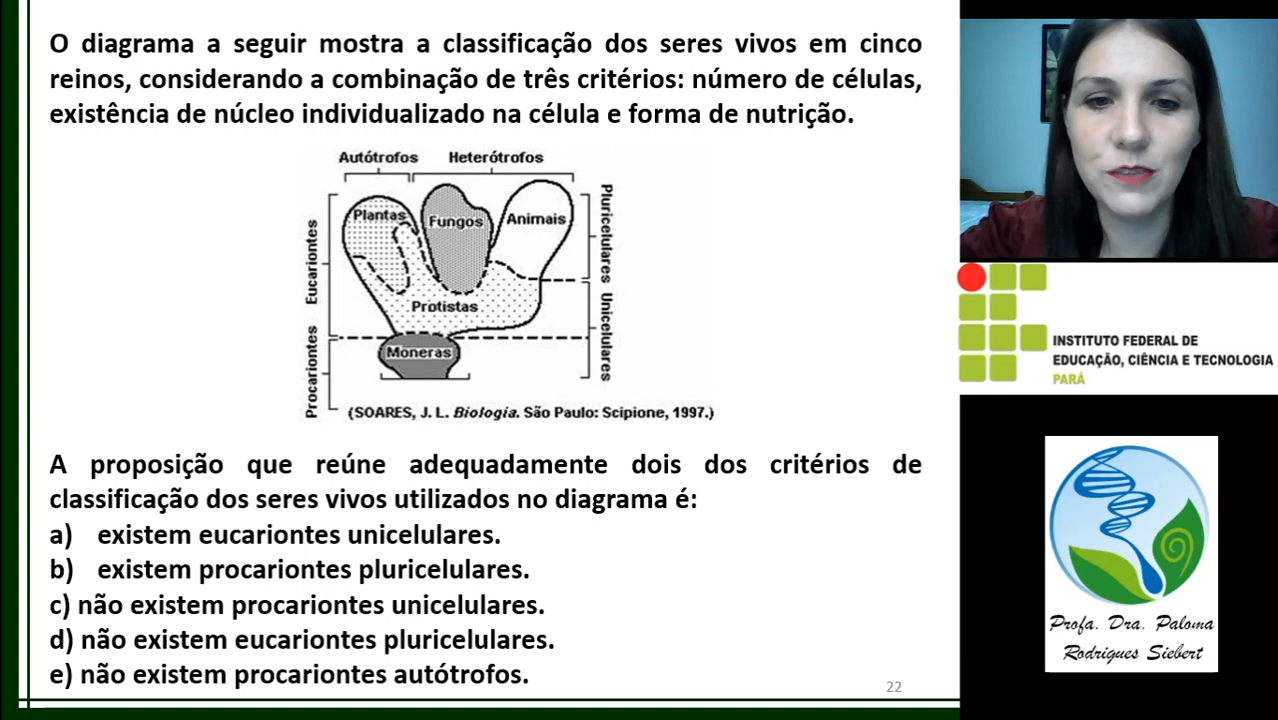 O diagrama a seguir mostra a classificação dos seres vivos em cinco
reinos, considerando a combinação de três critérios: número de células,
existência de núcleo individualizado na célula e forma de nutrição.
Autótrofos Heterótrofos
Plantas
Fungos
Animais
Protistas
Moneras
Eucariontes
Procariontes
Pluricelulares
Unicelulares
(SOARES, J. L. Biologia. São Paulo: Scipione, 1997.)
A proposição que reúne adequadamente dois dos critérios de
classificação dos seres vivos utilizados no diagrama é:
a) existem eucariontes unicelulares.
b) existem procariontes pluricelulares.
c) não existem procariontes unicelulares.
d) não existem eucariontes pluricelulares.
e) não existem procariontes autótrofos.
22
INSTITUTO FEDERAL DE
EDUCAÇÃO, CIÊNCIA E TECNOLOGIA
PARÁ
Profa. Dra. Paloma
Rodrigues Siebert